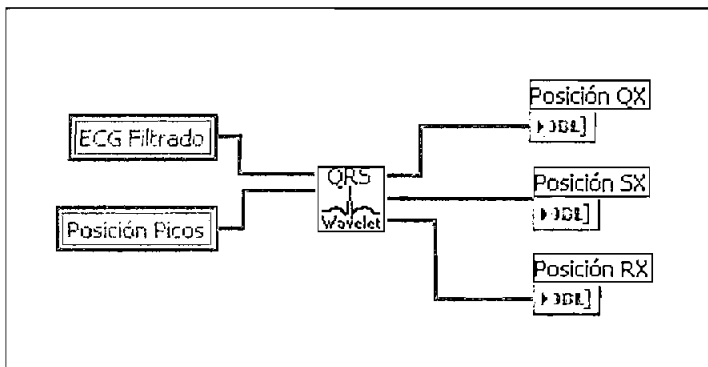 Posición QX
DBL]
ECG Filtrado
QRS
Wavelet
Posición SX
DBL]
Posición Picos
Posición RX
DBL]